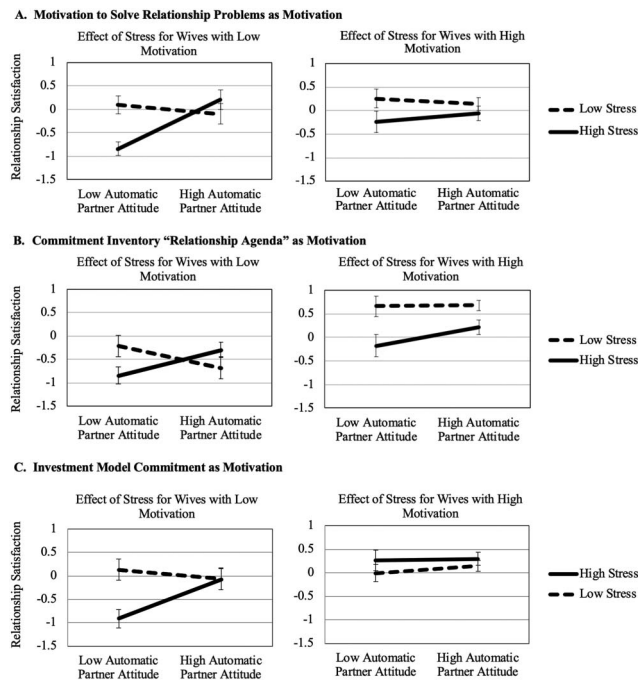 A. Motivation to Solve Relationship Problems as Motivation
Effect of Stress for Wives with Low
Motivation
Relationship Satisfaction
1
0.5
0
-0.5
-1
-1.5
Low Automatic
Partner Attitude
High Automatic
Partner Attitude
Effect of Stress for Wives with High
Motivation
1
0.5
0
-0.5
-1
-1.5
Low Automatic
Partner Attitude
High Automatic
Partner Attitude
Low Stress
High Stress
B. Commitment Inventory “Relationship Agenda” as Motivation
Effect of Stress for Wives with Low
Motivation
Relationship Satisfaction
1
0.5
0
-0.5
-1
-1.5
Low Automatic
Partner Attitude
High Automatic
Partner Attitude
Effect of Stress for Wives with High
Motivation
1
0.5
0
-0.5
-1
-1.5
Low Automatic
Partner Attitude
High Automatic
Partner Attitude
Low Stress
High Stress
C. Investment Model Commitment as Motivation
Effect of Stress for Wives with Low
Motivation
Relationship Satisfaction
1
0.5
0
-0.5
-1
-1.5
Low Automatic
Partner Attitude
High Automatic
Partner Attitude
Effect of Stress for Wives with High
Motivation
1
0.5
0
-0.5
-1
-1.5
Low Automatic
Partner Attitude
High Automatic
Partner Attitude
High Stress
Low Stress